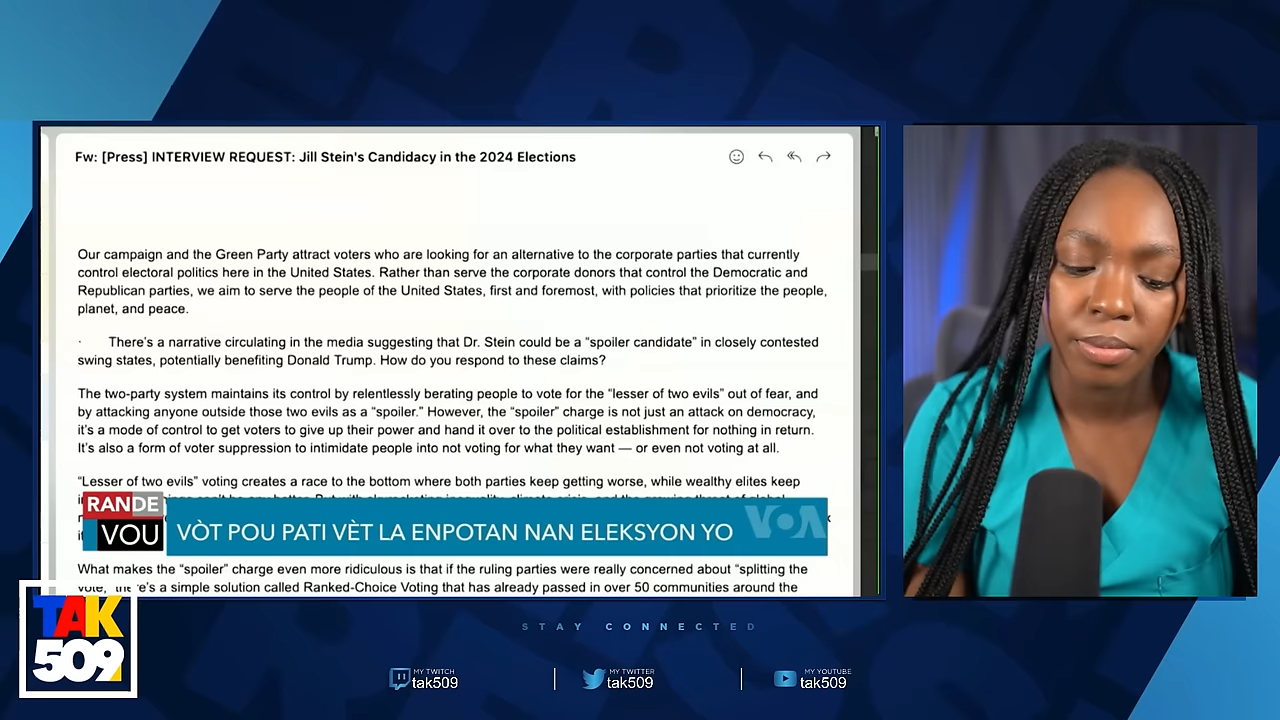 Fw: [Press] INTERVIEW REQUEST: Jill Stein's Candidacy in the 2024 Elections
Our campaign and the Green Party attract voters who are looking for an alternative to the corporate parties that currently
control electoral politics here in the United States. Rather than serve the corporate donors that control the Democratic and
Republican parties, we aim to serve the people of the United States, first and foremost, with policies that prioritize the people,
planet, and peace.
· There's a narrative circulating in the media suggesting that Dr. Stein could be a “spoiler candidate” in closely contested
swing states, potentially benefiting Donald Trump. How do you respond to these claims?
The two-party system maintains its control by relentlessly berating people to vote for the “lesser of two evils” out of fear, and
by attacking anyone outside those two evils as a “spoiler.” However, the “spoiler” charge is not just an attack on democracy,
it's a mode of control to get voters to give up their power and hand it over to the political establishment for nothing in return.
It's also a form of voter suppression to intimidate people into not voting for what they want — or even not voting at all.
“Lesser of two evils” voting creates a race to the bottom where both parties keep getting worse, while wealthy elites keep
RANDE
VOU
VÒT POU PATI VÈT LA ENPOTAN NAN ELEKSYON YO
VOA
What makes the “spoiler” charge even more ridiculous is that if the ruling parties were really concerned about “splitting the
vote,” there's a simple solution called Ranked-Choice Voting that has already passed in over 50 communities around the
TAK
509
STAY CONNECTED
MY TWITCH
tak509
MY TWITTER
tak509
MY YOUTUBE
tak509